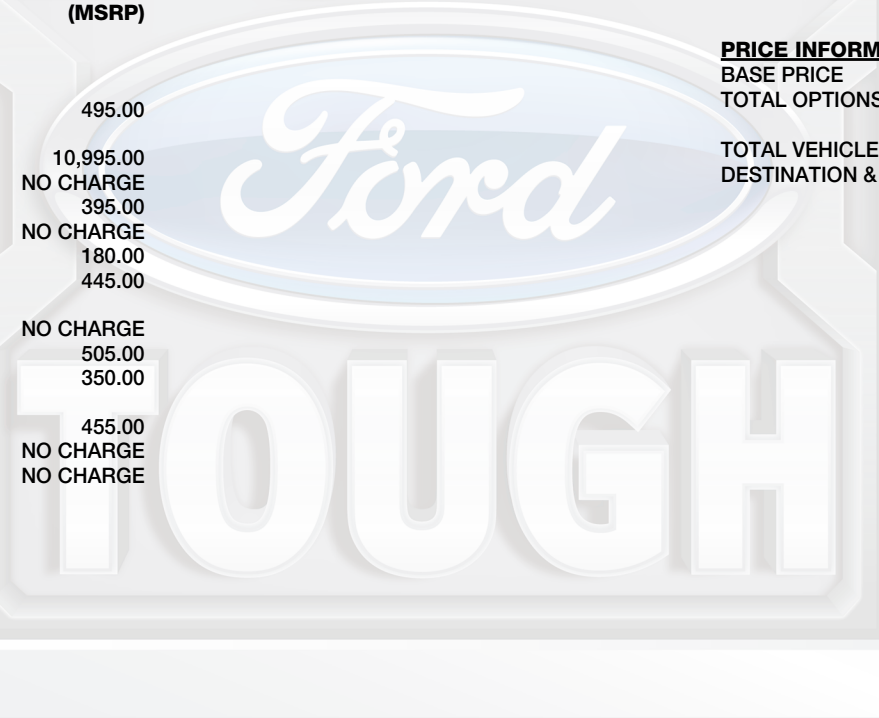 (MSRP)
495.00
10,995.00
NO CHARGE
395.00
NO CHARGE
180.00
445.00
NO CHARGE
505.00
350.00
455.00
NO CHARGE
NO CHARGE
PRICE INFORM
BASE PRICE
TOTAL OPTIONS
TOTAL VEHICLE
DESTINATION &
Ford
TOUGH